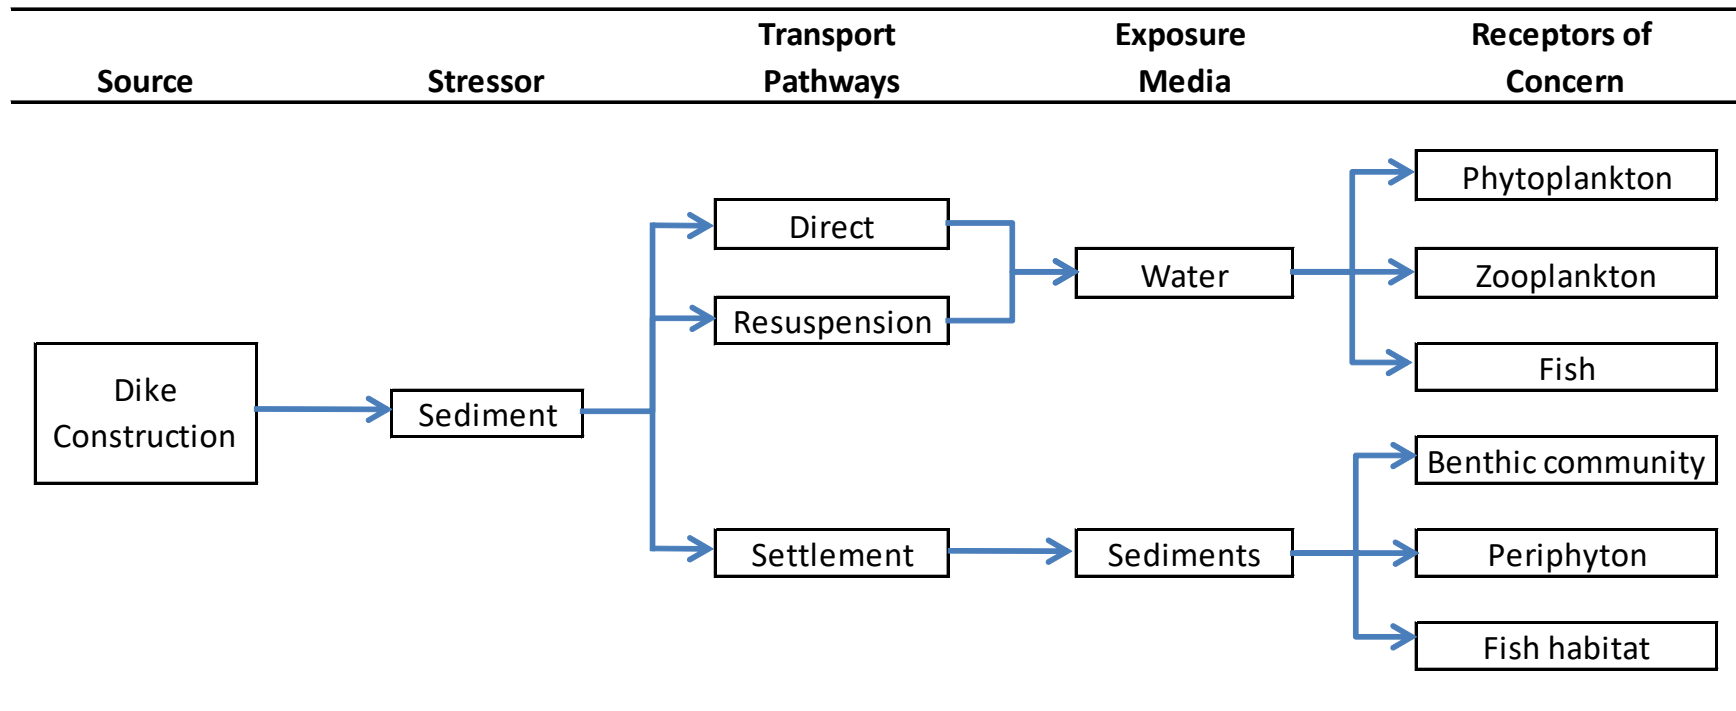 Source
Stressor
Transport
Pathways
Exposure
Media
Receptors of
Concern
Dike
Construction
Sediment
Direct
Resuspension
Settlement
Water
Sediments
Phytoplankton
Zooplankton
Fish
Benthic community
Periphyton
Fish habitat